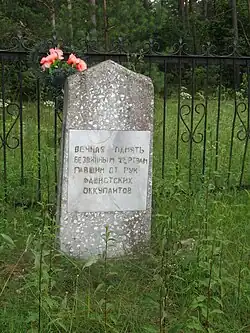 ВЕЧНАЯ ПАМЯТЬ
БЕЗВИННЫМ ЖЕРТВАМ
ПАВШИМ ОТ РУК
ФАШИСТСКИХ
ОККУПАНТОВ